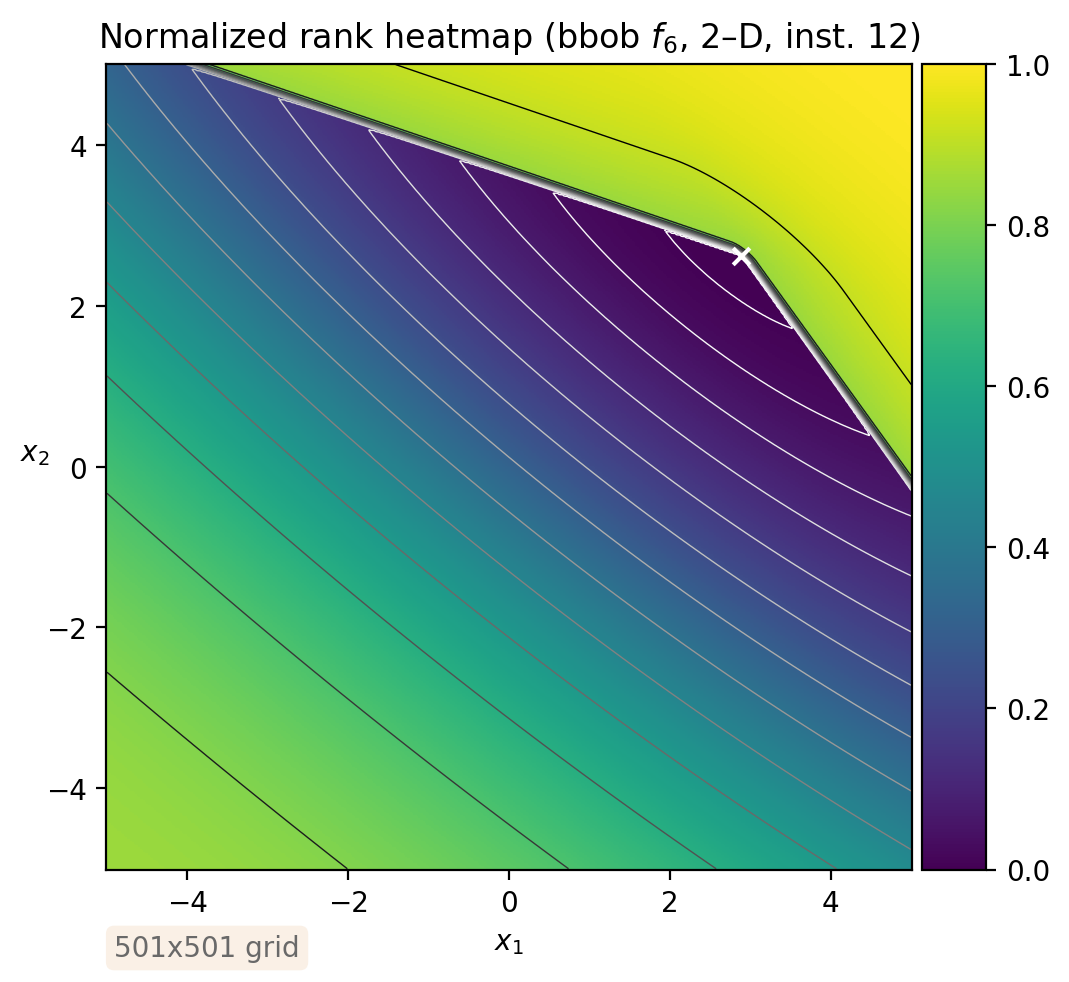 Normalized rank heatmap (bbob f₆, 2–D, inst. 12)
1.0
0.8
0.6
0.4
0.2
0.0
4
2
0
−2
−4
x₂
−4 −2 0 2 4
x₁
501x501 grid